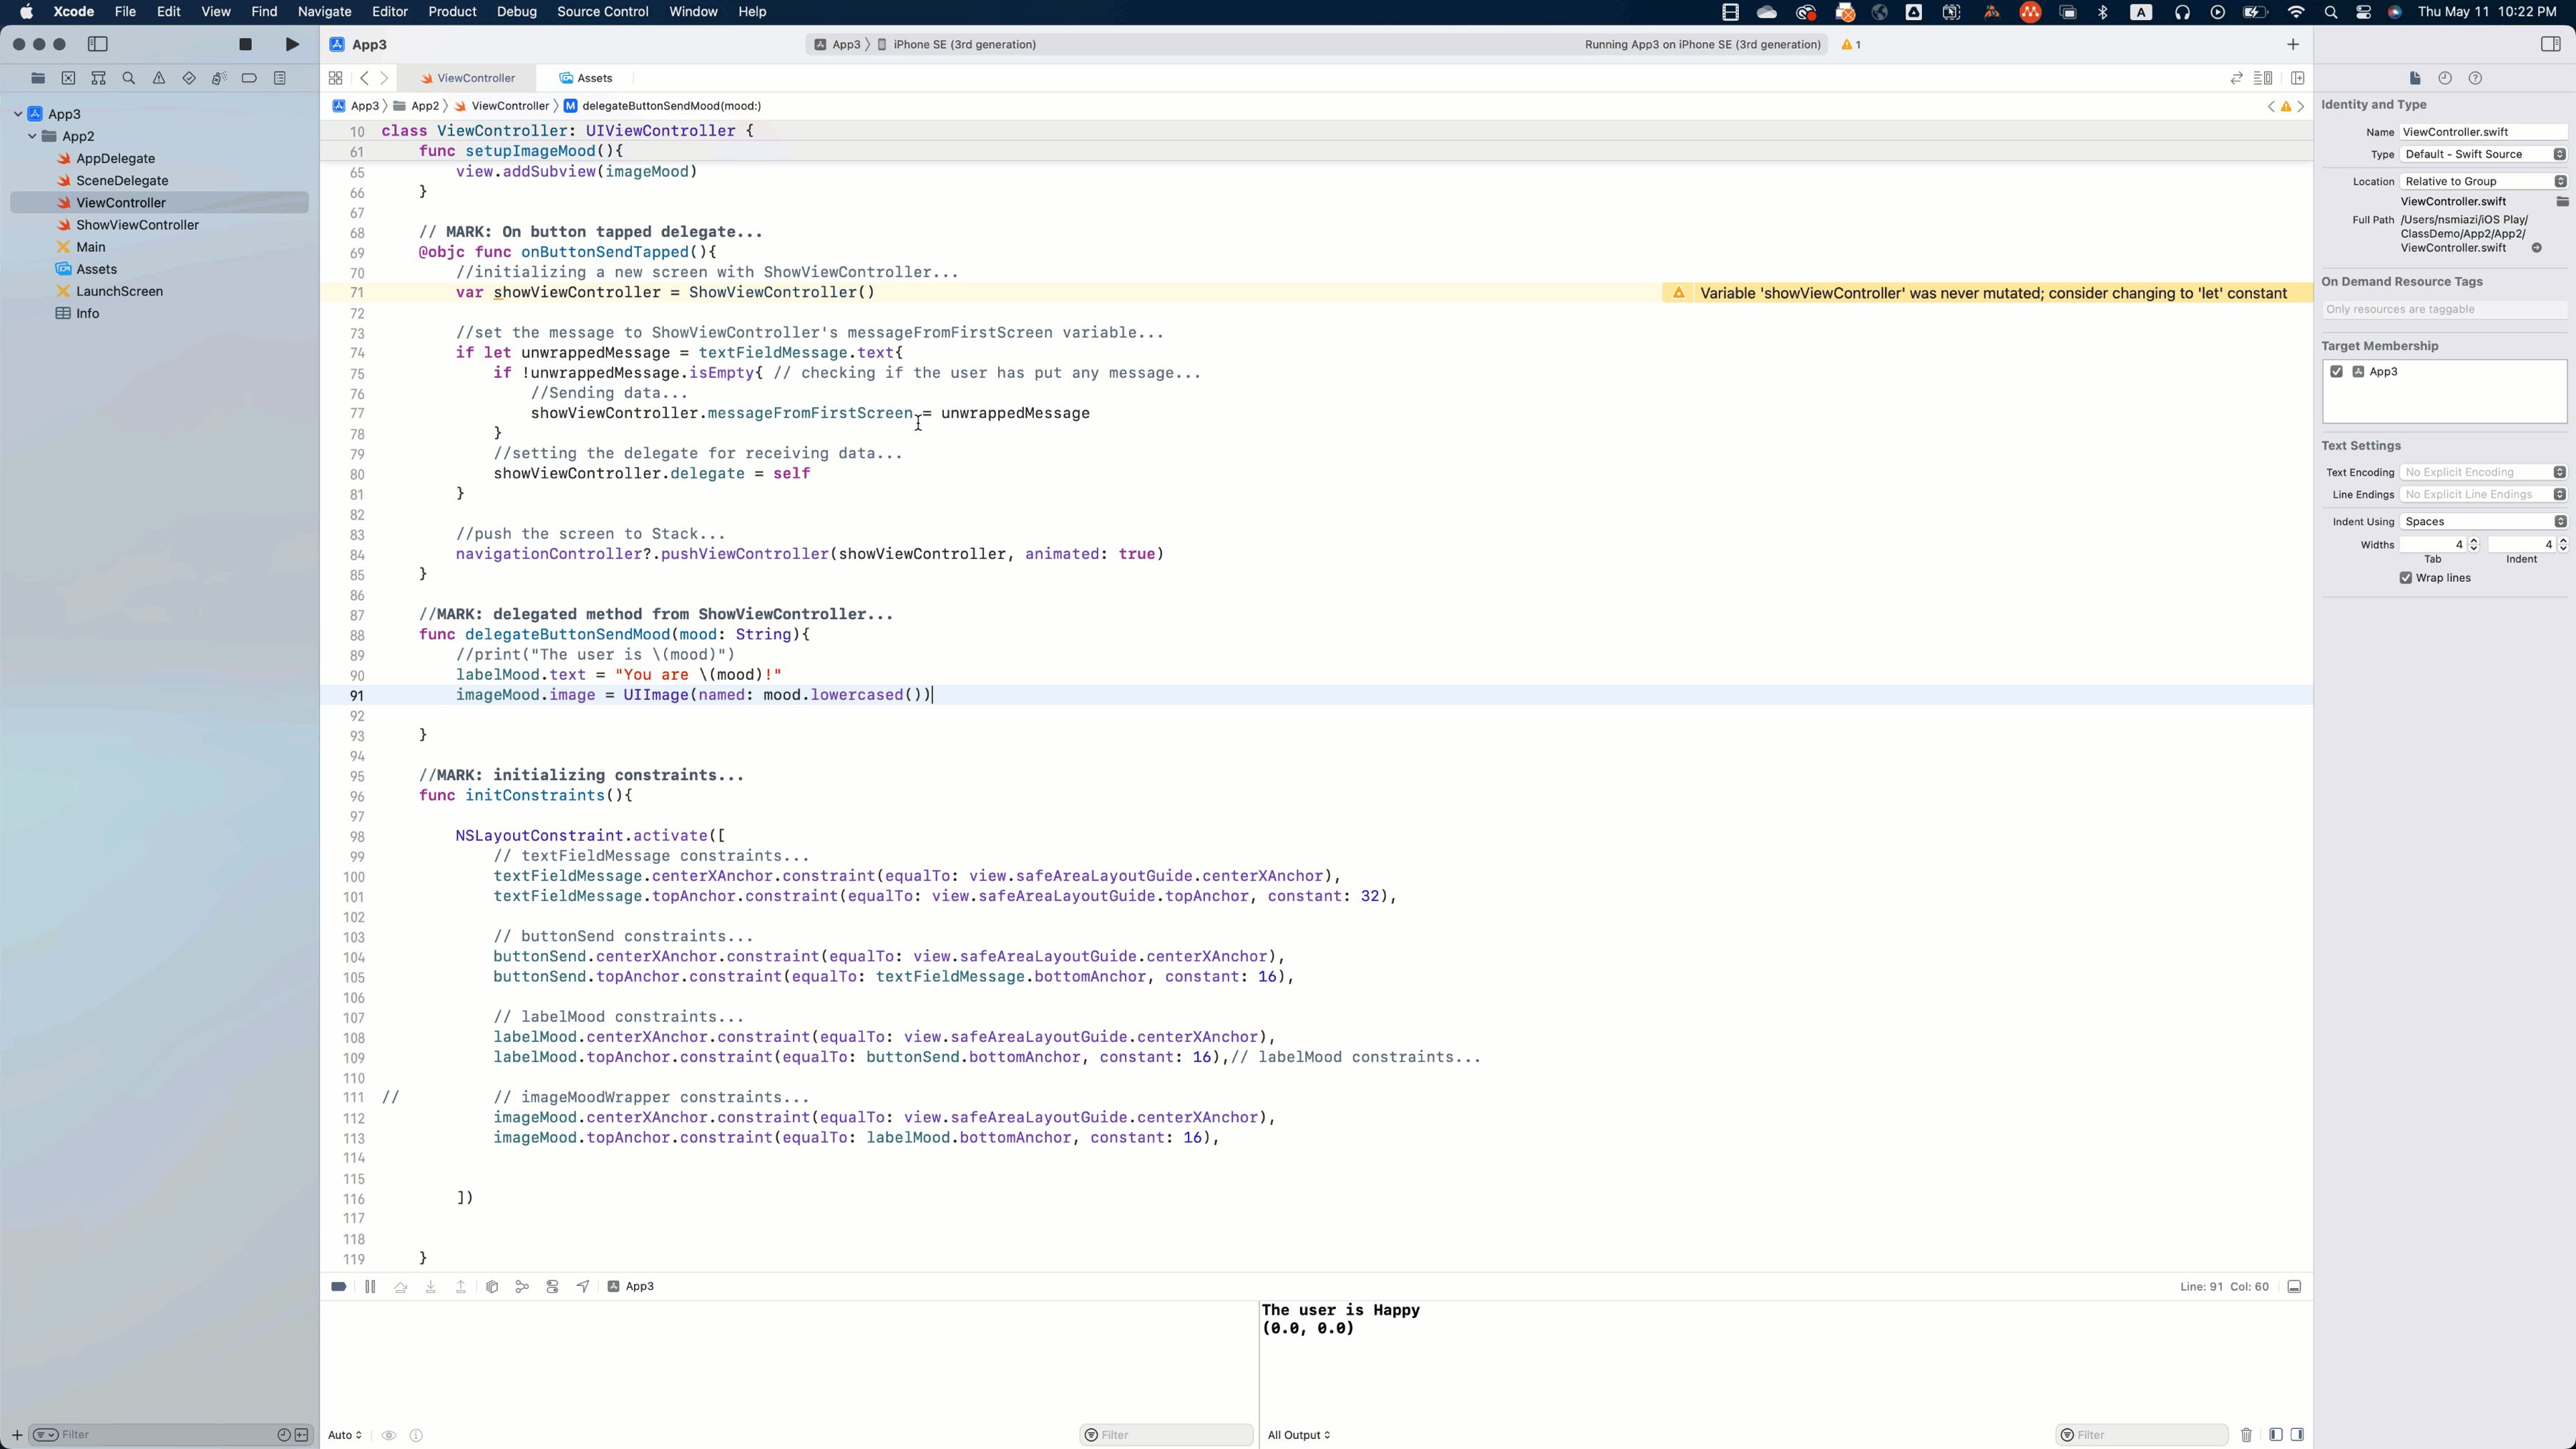 Xcode File Edit View Find Navigate Editor Product Debug Source Control Window Help
A
Thu May 11 10:22 PM
App3
App3 〉 iPhone SE (3rd generation)
Running App3 on iPhone SE (3rd generation)
1
ViewController
Assets
App3 〉 App2 〉 ViewController 〉 M delegateButtonSendMood(mood:)
App3
App2
AppDelegate
SceneDelegate
ViewController
ShowViewController
Main
Assets
LaunchScreen
Info
Filter
10 class ViewController: UIViewController {
61 func setupImageMood(){
65 view.addSubview(imageMood)
66 }
67
68 // MARK: On button tapped delegate...
69 @objc func onButtonSendTapped(){
70 //initializing a new screen with ShowViewController...
71 var showViewController = ShowViewController()
Variable 'showViewController' was never mutated; consider changing to 'let' constant
72
73 //set the message to ShowViewController's messageFromFirstScreen variable...
74 if let unwrappedMessage = textFieldMessage.text{
75 if !unwrappedMessage.isEmpty{ // checking if the user has put any message...
76 //Sending data...
77 showViewController.messageFromFirstScreen = unwrappedMessage
78 }
79 //setting the delegate for receiving data...
80 showViewController.delegate = self
81 }
82
83 //push the screen to Stack...
84 navigationController?.pushViewController(showViewController, animated: true)
85 }
86
87 //MARK: delegated method from ShowViewController...
88 func delegateButtonSendMood(mood: String){
89 //print("The user is \(mood)")
90 labelMood.text = "You are \(mood)!"
91 imageMood.image = UIImage(named: mood.lowercased())
92
93 }
94
95 //MARK: initializing constraints...
96 func initConstraints(){
97
98 NSLayoutConstraint.activate([
99 // textFieldMessage constraints...
100 textFieldMessage.centerXAnchor.constraint(equalTo: view.safeAreaLayoutGuide.centerXAnchor),
101 textFieldMessage.topAnchor.constraint(equalTo: view.safeAreaLayoutGuide.topAnchor, constant: 32),
102
103 // buttonSend constraints...
104 buttonSend.centerXAnchor.constraint(equalTo: view.safeAreaLayoutGuide.centerXAnchor),
105 buttonSend.topAnchor.constraint(equalTo: textFieldMessage.bottomAnchor, constant: 16),
106
107 // labelMood constraints...
108 labelMood.centerXAnchor.constraint(equalTo: view.safeAreaLayoutGuide.centerXAnchor),
109 labelMood.topAnchor.constraint(equalTo: buttonSend.bottomAnchor, constant: 16),// labelMood constraints...
110
111 // // imageMoodWrapper constraints...
112 imageMood.centerXAnchor.constraint(equalTo: view.safeAreaLayoutGuide.centerXAnchor),
113 imageMood.topAnchor.constraint(equalTo: labelMood.bottomAnchor, constant: 16),
114
115
116 ])
117
118
119 }
App3
Line: 91 Col: 60
The user is Happy
(0.0, 0.0)
Auto
Filter
All Output
Filter
Identity and Type
Name ViewController.swift
Type Default - Swift Source
Location Relative to Group
ViewController.swift
Full Path /Users/nsmiazi/iOS Play/
ClassDemo/App2/App2/
ViewController.swift
On Demand Resource Tags
Only resources are taggable
Target Membership
App3
Text Settings
Text Encoding No Explicit Encoding
Line Endings No Explicit Line Endings
Indent Using Spaces
Widths 4 4
Tab Indent
Wrap lines